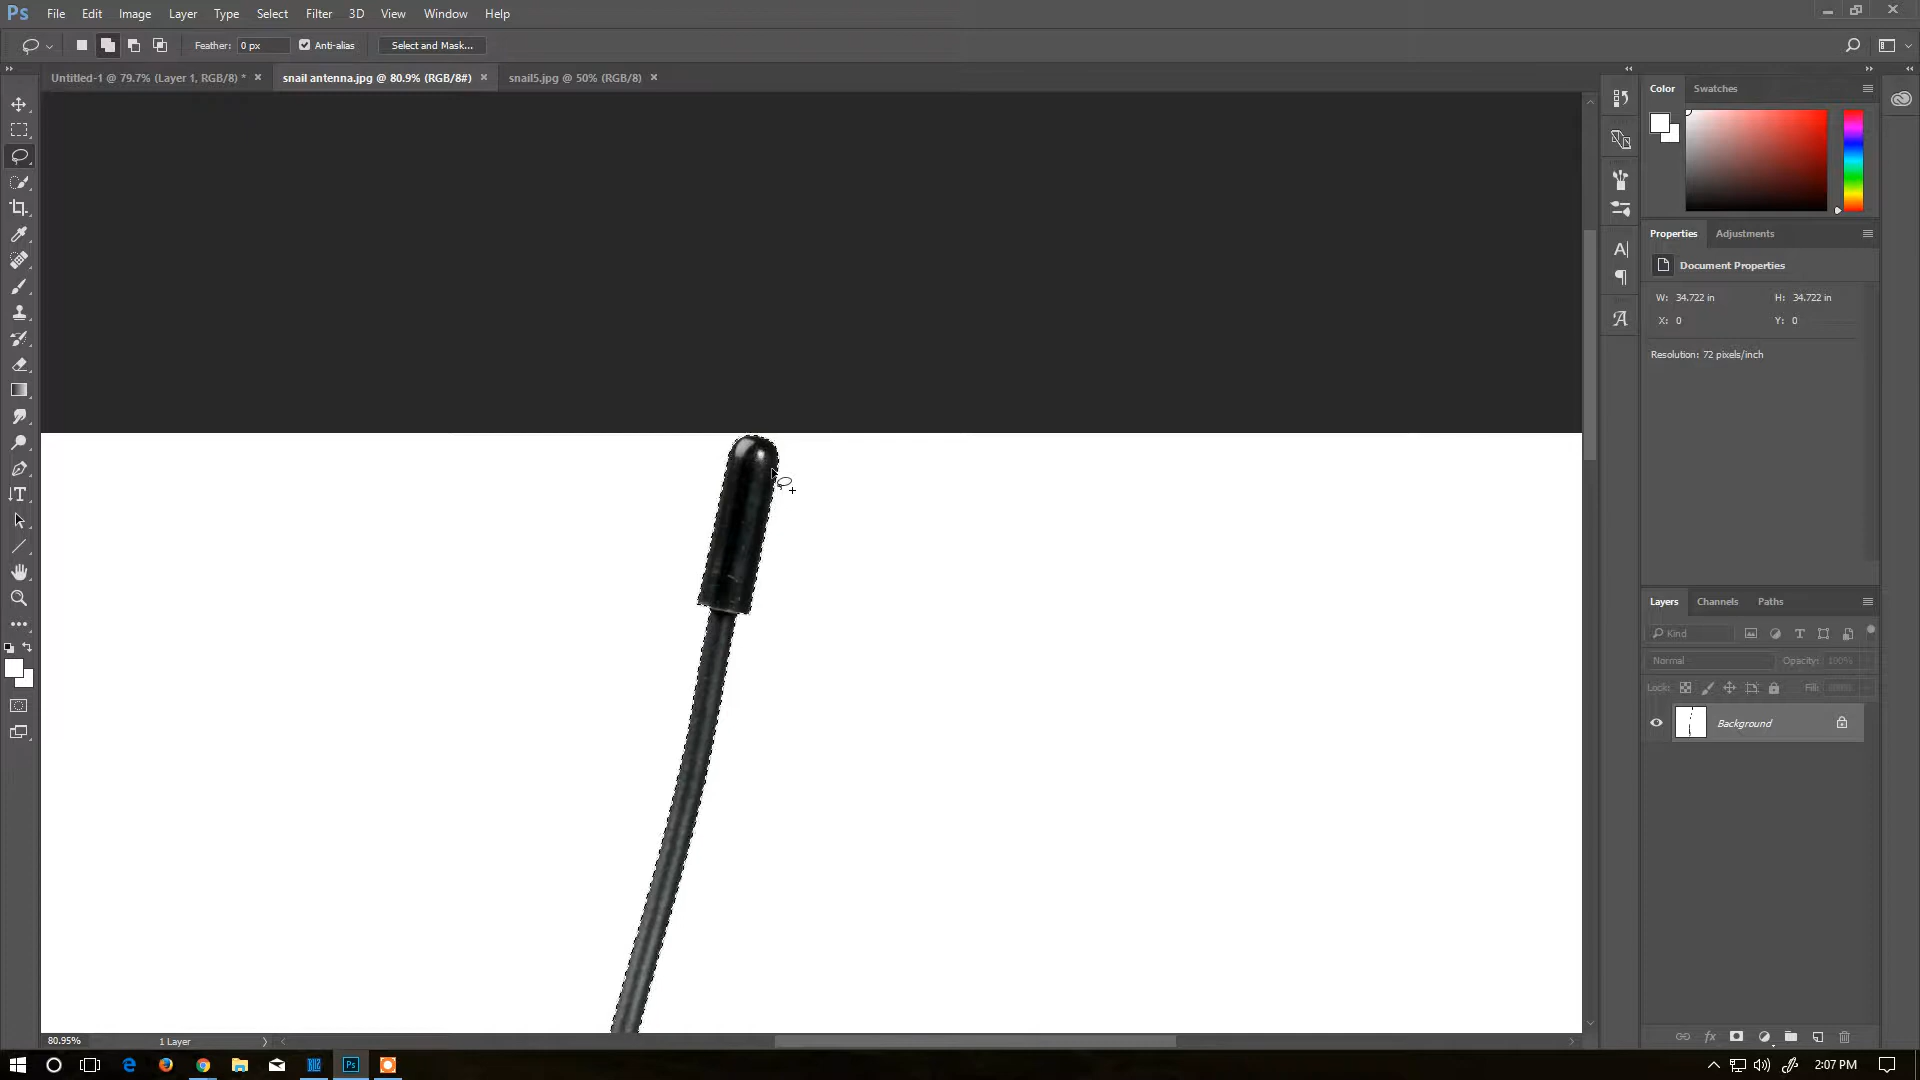 Ps File Edit Image Layer Type Select Filter 3D View Window Help
Feather: 0 px Anti-alias Select and Mask...
Untitled-1 @ 79.7% (Layer 1, RGB/8) * × snail antenna.jpg @ 80.9% (RGB/8#) × snail5.jpg @ 50% (RGB/8) ×
Color Swatches
Properties Adjustments
Document Properties
W: 34.722 in H: 34.722 in
X: 0 Y: 0
Resolution: 72 pixels/inch
Layers Channels Paths
Kind
Normal Opacity: 100%
Lock: Fill:
Background
80.95% 1 Layer
Ps 2:07 PM